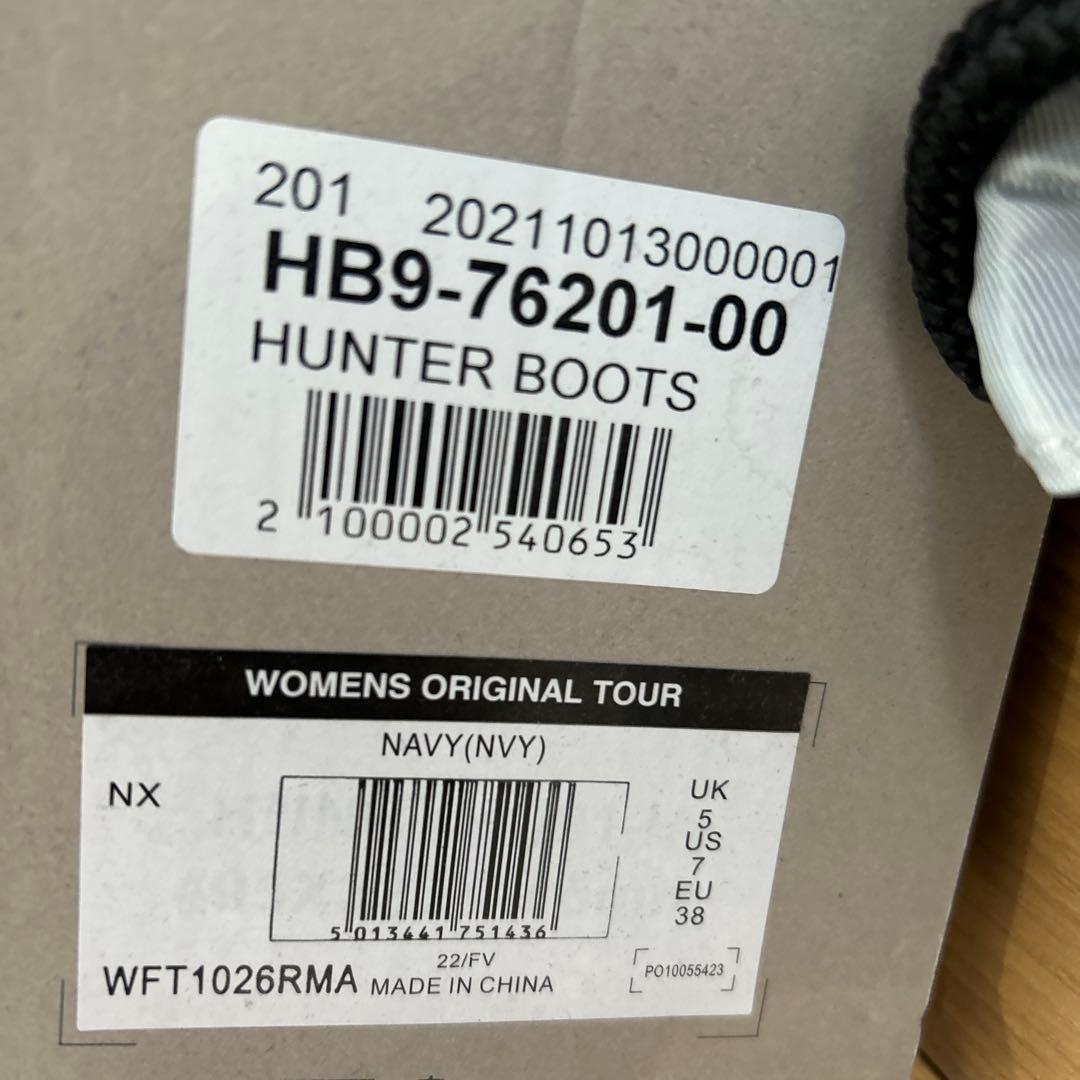 201 20211013000001
HB9-76201-00
HUNTER BOOTS
2 100002 540653
WOMENS ORIGINAL TOUR
NAVY(NVY)
NX
UK
5
US
7
EU
38
5 013441 751436
22/FV
WFT1026RMA MADE IN CHINA
PO10055423